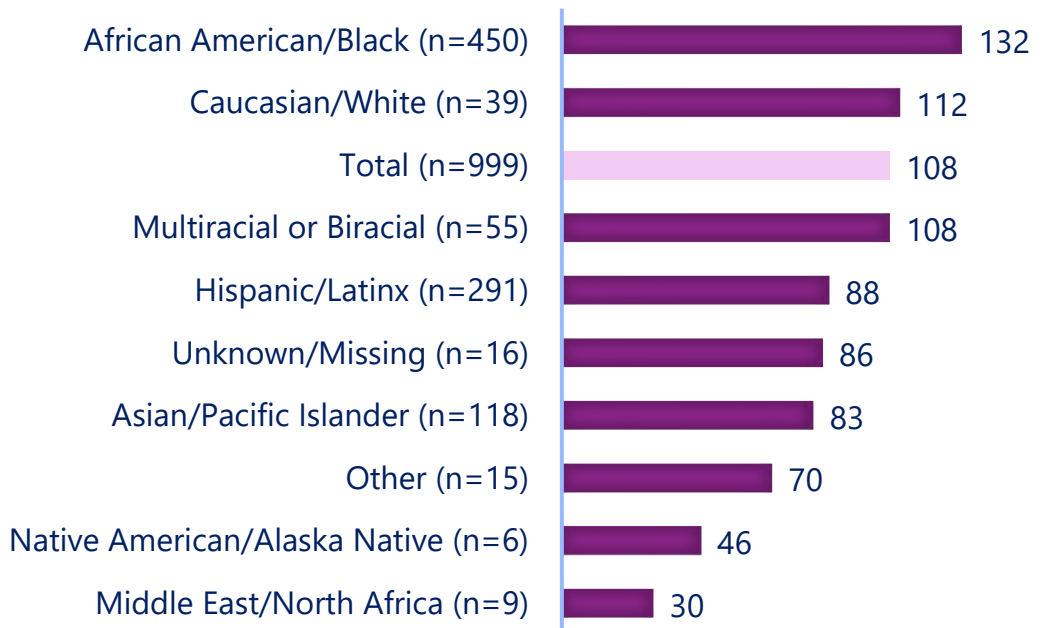 African American/Black (n=450) 132
Caucasian/White (n=39) 112
Total (n=999) 108
Multiracial or Biracial (n=55) 108
Hispanic/Latinx (n=291) 88
Unknown/Missing (n=16) 86
Asian/Pacific Islander (n=118) 83
Other (n=15) 70
Native American/Alaska Native (n=6) 46
Middle East/North Africa (n=9) 30